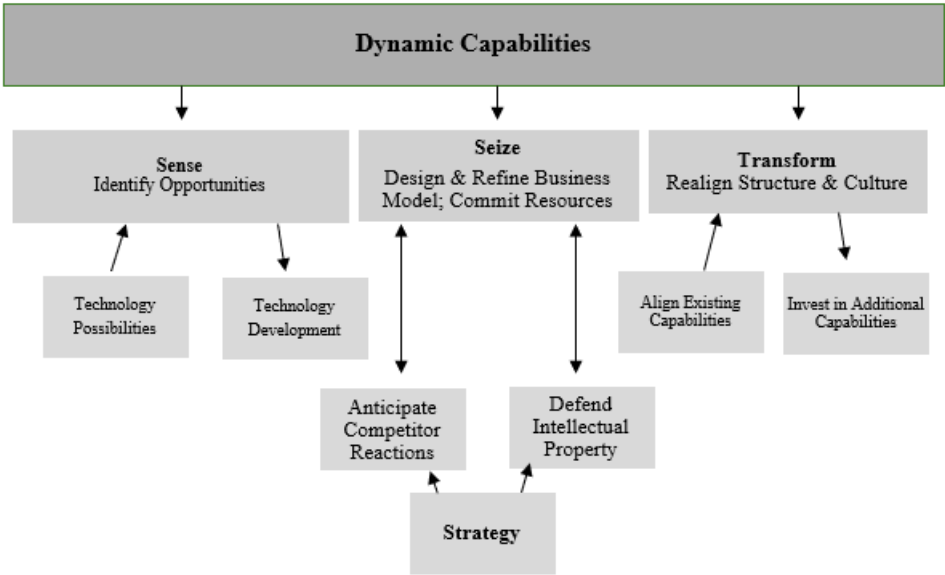 Dynamic Capabilities
Sense
Identify Opportunities
Seize
Design & Refine Business
Model; Commit Resources
Transform
Realign Structure & Culture
Technology
Possibilities
Technology
Development
Align Existing
Capabilities
Invest in Additional
Capabilities
Anticipate
Competitor
Reactions
Defend
Intellectual
Property
Strategy